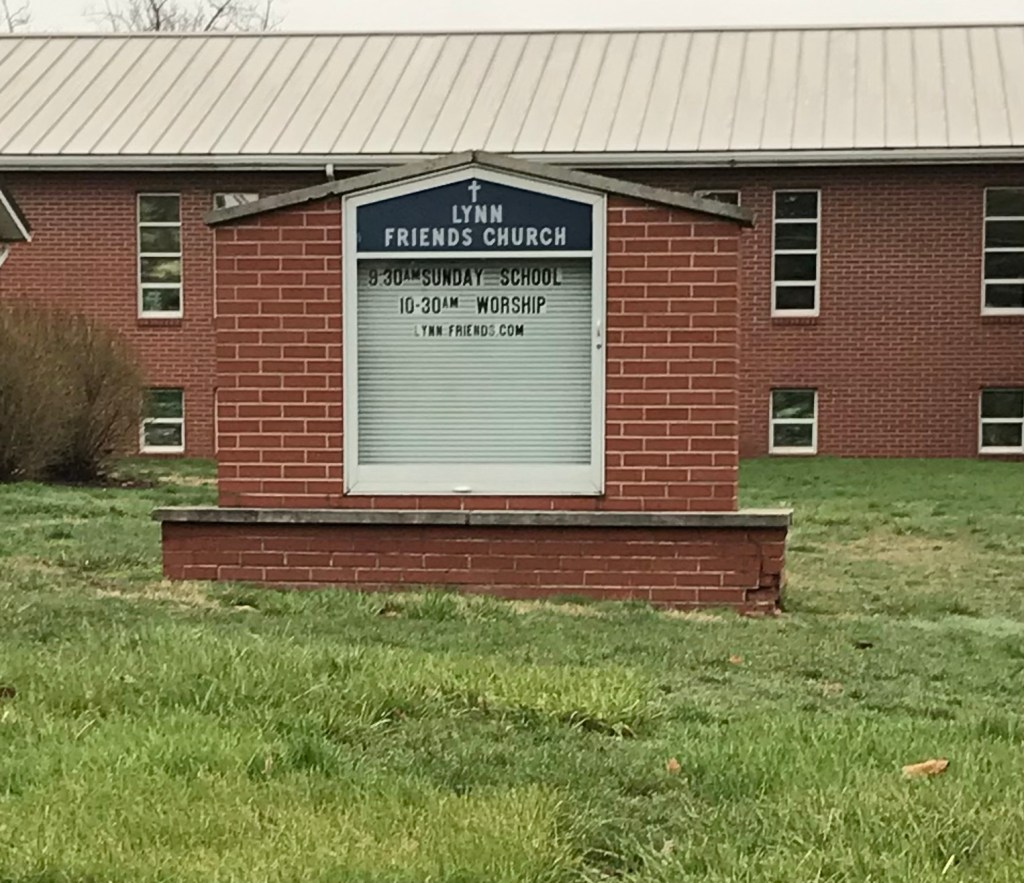 LYNN
FRIENDS CHURCH
9:30AM SUNDAY SCHOOL
10-30AM WORSHIP
LYNN.FRIENDS.COM